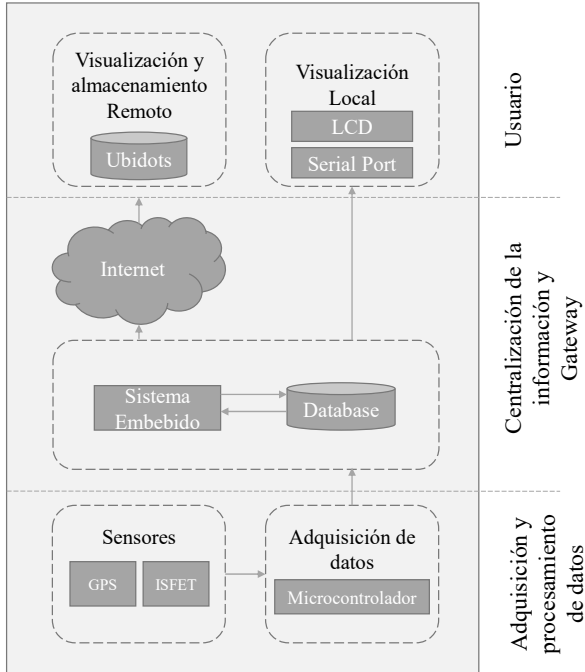 Visualización y
almacenamiento
Remoto
Ubidots
Visualización
Local
LCD
Serial Port
Usuario
Internet
Sistema
Embebido
Database
Centralización de la
información y
Gateway
Sensores
GPS
ISFET
Adquisición de
datos
Microcontrolador
Adquisición y
procesamiento
de datos